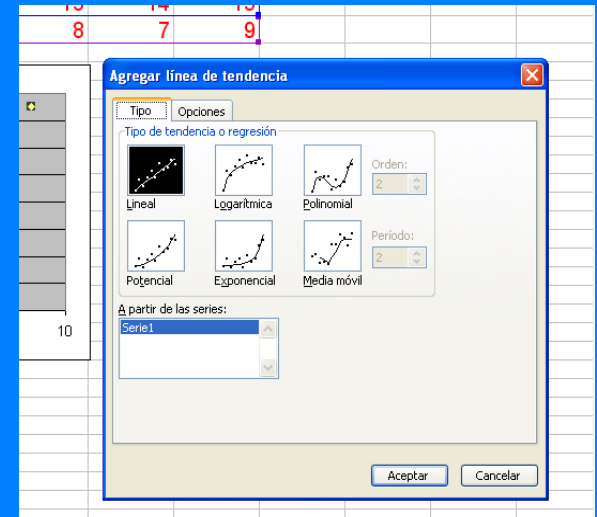 8 7 9
Agregar línea de tendencia
Tipo Opciones
Tipo de tendencia o regresión
Orden:
2
Lineal Logarítmica Polinomial
Período:
2
Potencial Exponencial Media móvil
A partir de las series:
Serie1
10
Aceptar Cancelar